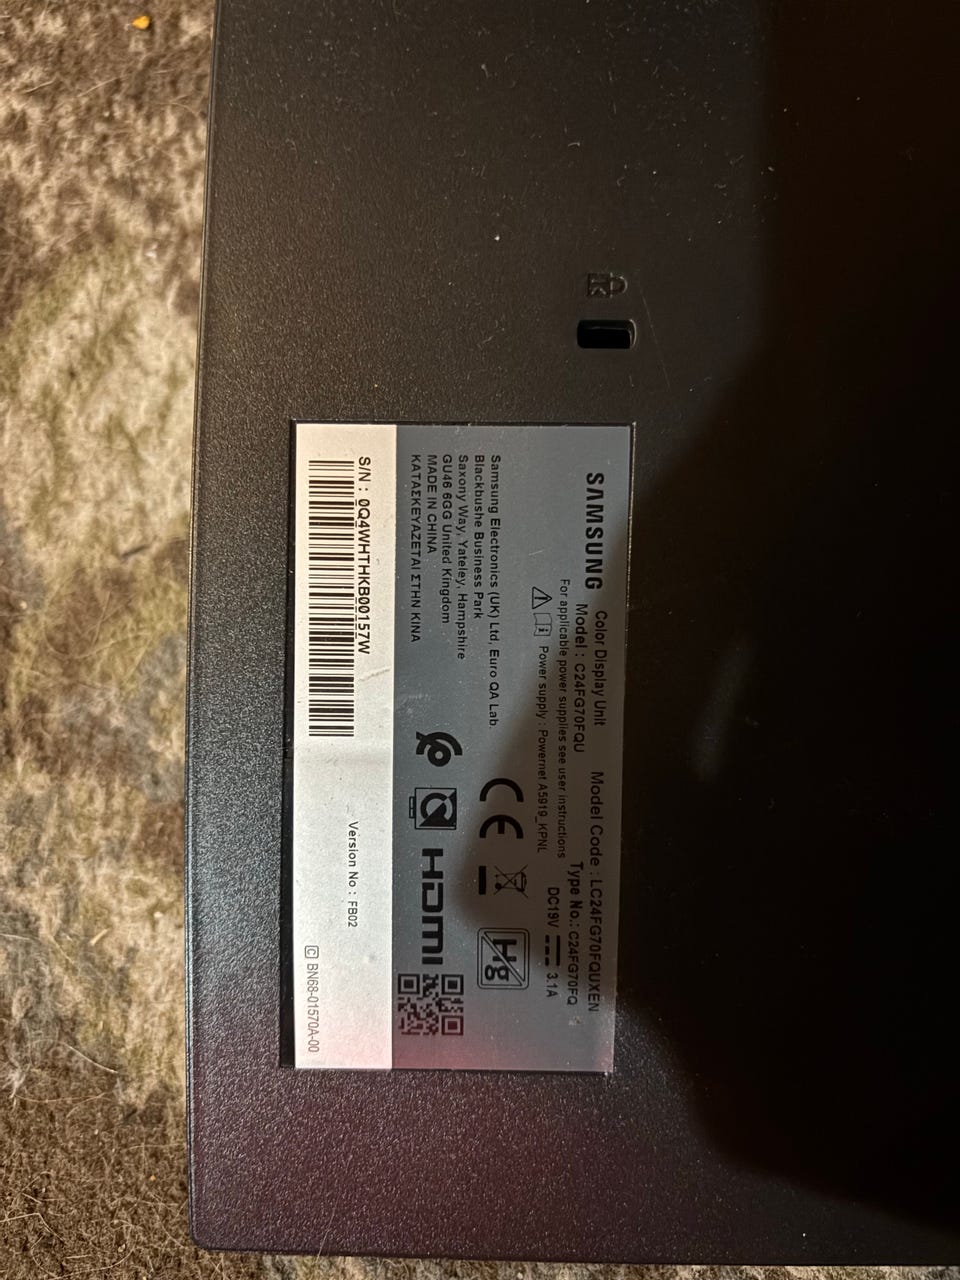 SAMSUNG
Color Display Unit
Model : C24FG70FQU
Model Code : LC24FG70FQUXEN
Type No.: C24FG70FQ
For applicable power supplies see user instructions
Power supply : Powernet A5919_KPNL
DC19V 3.1A
Samsung Electronics (UK) Ltd, Euro QA Lab.
Blackbushe Business Park
Saxony Way, Yateley, Hampshire
GU46 6GG United Kingdom
MADE IN CHINA
ΚΑΤΑΣΚΕΥΑΖΕΤΑΙ ΣΤΗΝ ΚΙΝΑ
CE
Hg
HDMI
S/N : 0Q4WHTHKB00157W
Version No : FB02
C BN68-01570A-00
K